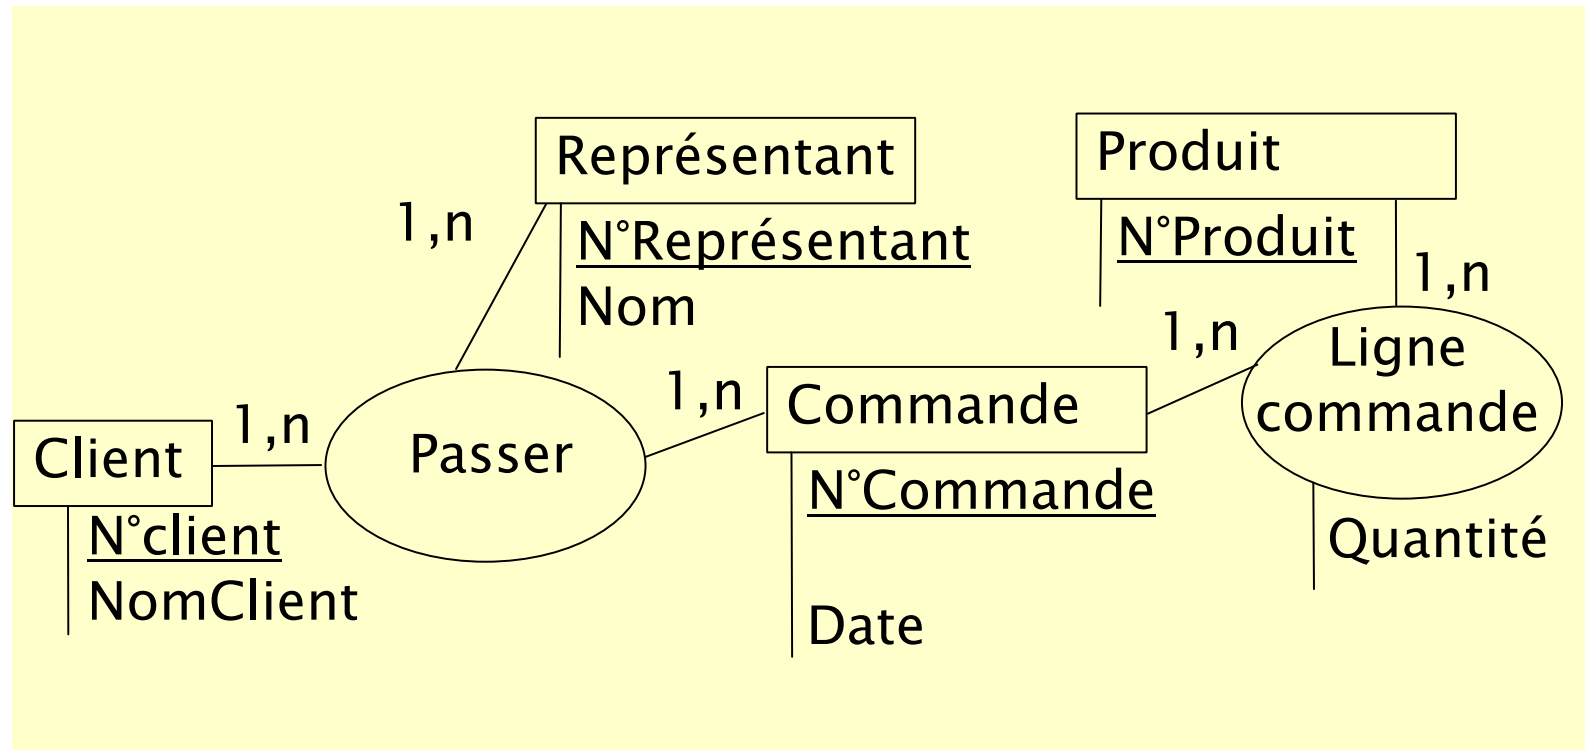 Représentant
N°Représentant
Nom
1,n
Produit
N°Produit
1,n
1,n
Ligne
commande
Quantité
Client
N°client
NomClient
1,n
Passer
1,n
Commande
N°Commande
Date